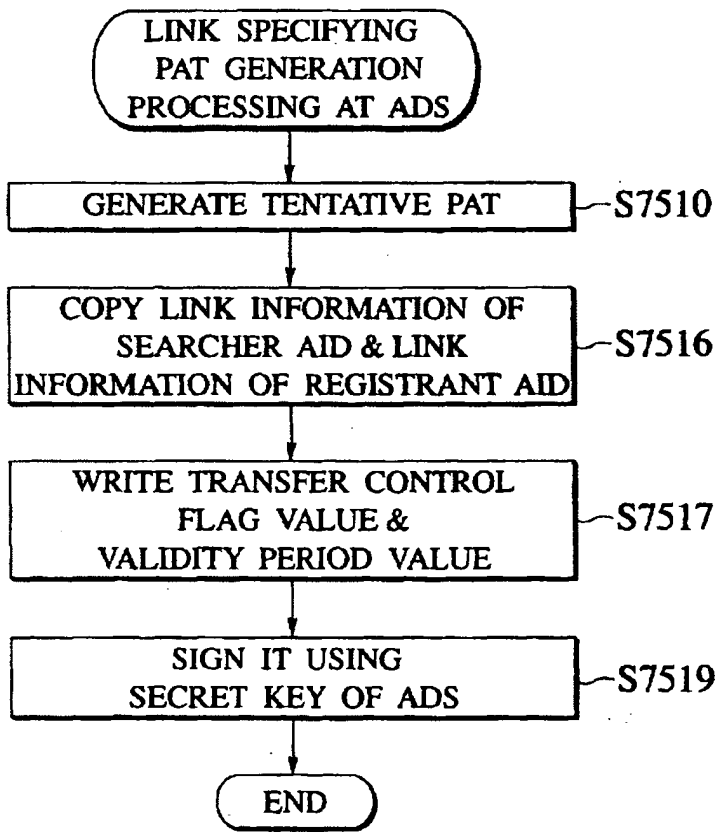 LINK SPECIFYING
PAT GENERATION
PROCESSING AT ADS
GENERATE TENTATIVE PAT
S7510
COPY LINK INFORMATION OF
SEARCHER AID & LINK
INFORMATION OF REGISTRANT AID
S7516
WRITE TRANSFER CONTROL
FLAG VALUE &
VALIDITY PERIOD VALUE
S7517
SIGN IT USING
SECRET KEY OF ADS
S7519
END